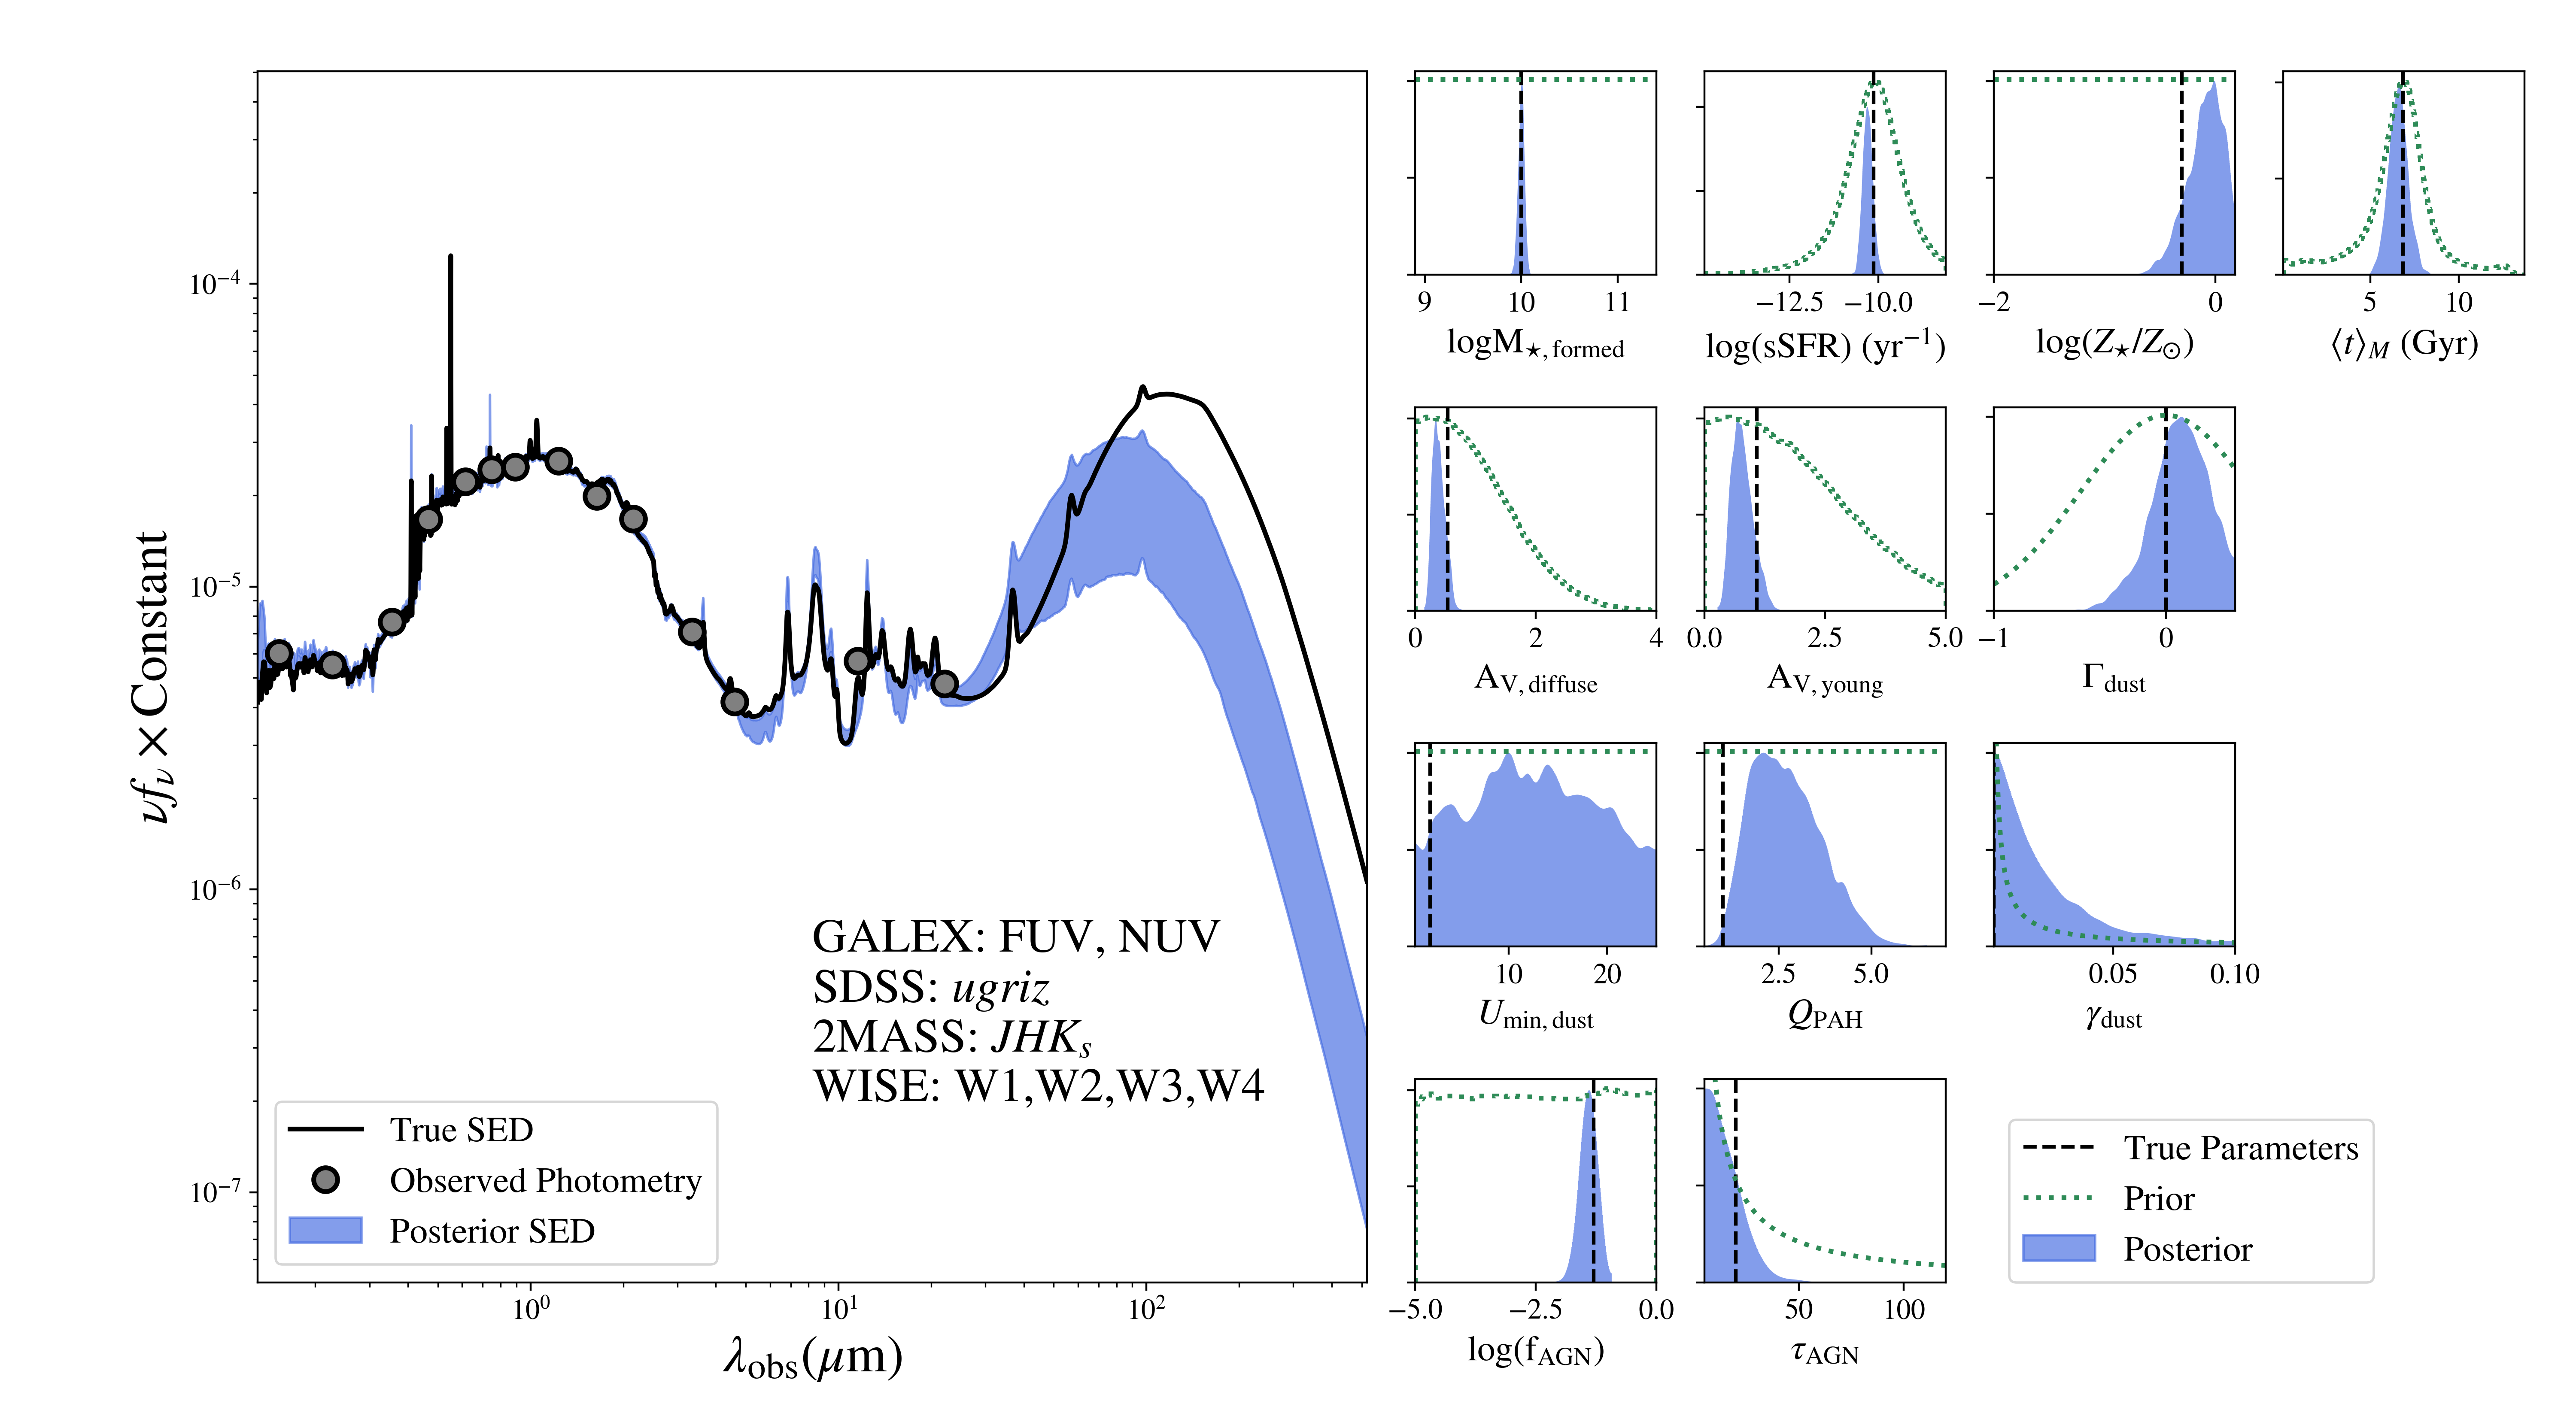 νf_ν × Constant
10⁻⁴
10⁻⁵
10⁻⁶
10⁻⁷
GALEX: FUV, NUV
SDSS: ugriz
2MASS: JHK_s
WISE: W1,W2,W3,W4
True SED
Observed Photometry
Posterior SED
10⁰ 10¹ 10²
λ_obs(μm)
9 10 11
logM_⋆,formed
−12.5 −10.0
log(sSFR) (yr⁻¹)
−2 0
log(Z_⋆/Z_⊙)
5 10
⟨t⟩_M (Gyr)
0 2 4
A_V,diffuse
0.0 2.5 5.0
A_V,young
−1 0
Γ_dust
10 20
U_min,dust
2.5 5.0
Q_PAH
0.05 0.10
γ_dust
−5.0 −2.5 0.0
log(f_AGN)
50 100
τ_AGN
True Parameters
Prior
Posterior